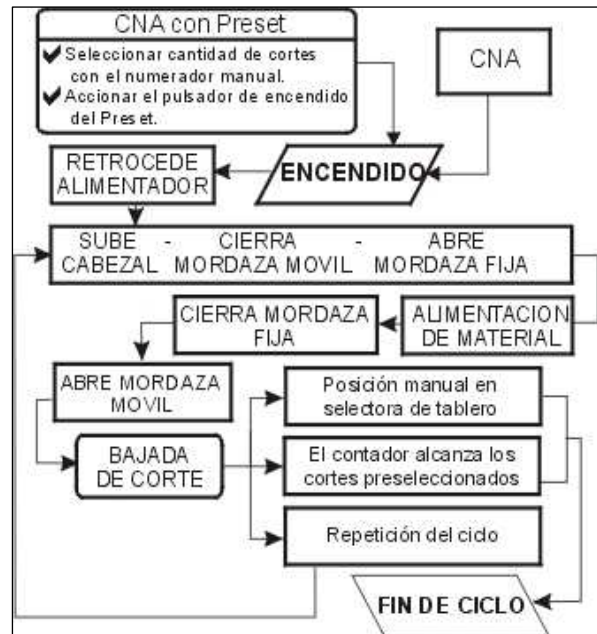 CNA con Preset
✔ Seleccionar cantidad de cortes
con el numerador manual.
✔ Accionar el pulsador de encendido
del Preset.
CNA
ENCENDIDO
RETROCEDE
ALIMENTADOR
SUBE - CIERRA - ABRE
CABEZAL MORDAZA MOVIL MORDAZA FIJA
ALIMENTACION
DE MATERIAL
CIERRA MORDAZA
FIJA
ABRE MORDAZA
MOVIL
BAJADA
DE CORTE
Posición manual en
selectora de tablero
El contador alcanza los
cortes preseleccionados
Repetición del ciclo
FIN DE CICLO